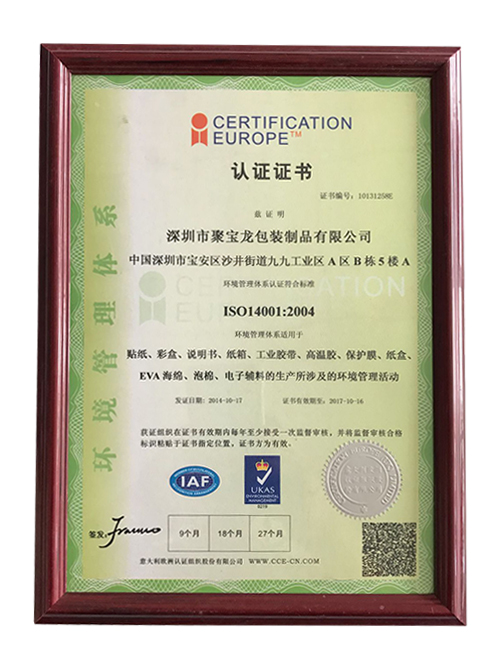 CERTIFICATION
EUROPE™
认证证书
证书编号：10131258E
兹 证 明
深圳市聚宝龙包装制品有限公司
中国深圳市宝安区沙井街道九九工业区 A 区 B 栋 5 楼 A
环境管理体系认证符合标准
CERTIFICATION
EUROPE
ISO14001:2004
环境管理体系适用于
贴纸、彩盒、说明书、纸箱、工业胶带、高温胶、保护膜、纸盒、
EVA 海绵、泡棉、电子辅料的生产所涉及的环境管理活动
发证日期：2014-10-17 证书有效期至：2017-10-16
获证组织在证书有效期内每年至少接受一次监督审核，并将监督审核合格
标识粘贴于证书指定位置，证书方为有效。
环境管理体系
IAF
UKAS
ENVIRONMENTAL
MANAGEMENT
签发：
9个月 18个月 27个月
意大利欧洲认证组织股份有限公司 WWW.CCE-CN.COM